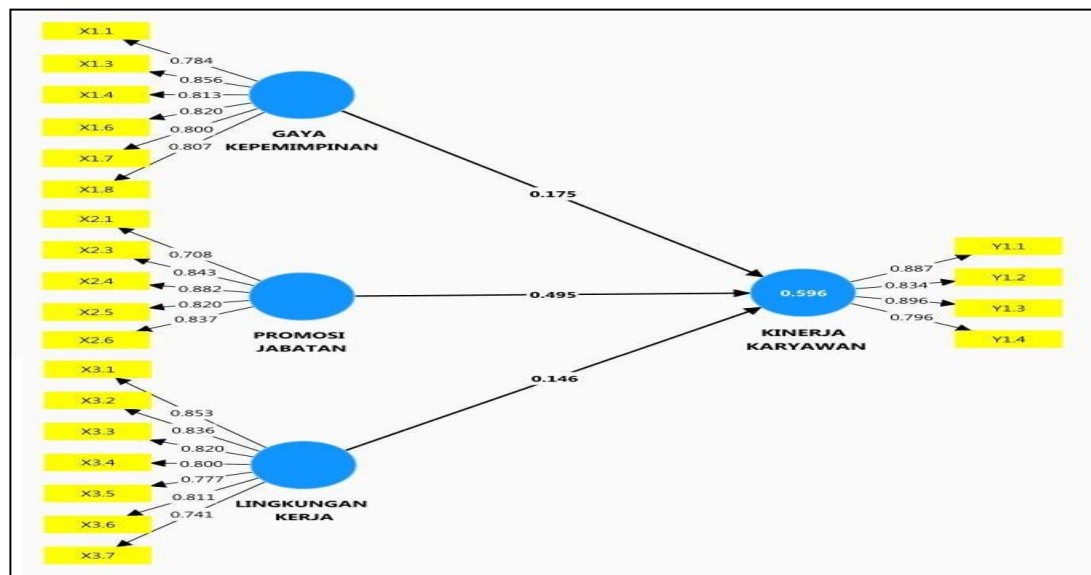 X1.1
X1.3
X1.4
X1.6
X1.7
X1.8
0.784
0.856
0.813
0.820
0.800
0.807
GAYA
KEPEMIMPINAN
X2.1
X2.3
X2.4
X2.5
X2.6
0.708
0.843
0.882
0.820
0.837
PROMOSI
JABATAN
X3.1
X3.2
X3.3
X3.4
X3.5
X3.6
X3.7
0.853
0.836
0.820
0.800
0.777
0.811
0.741
LINGKUNGAN
KERJA
0.175
0.495
0.146
0.596
KINERJA
KARYAWAN
0.887
0.834
0.896
0.796
Y1.1
Y1.2
Y1.3
Y1.4